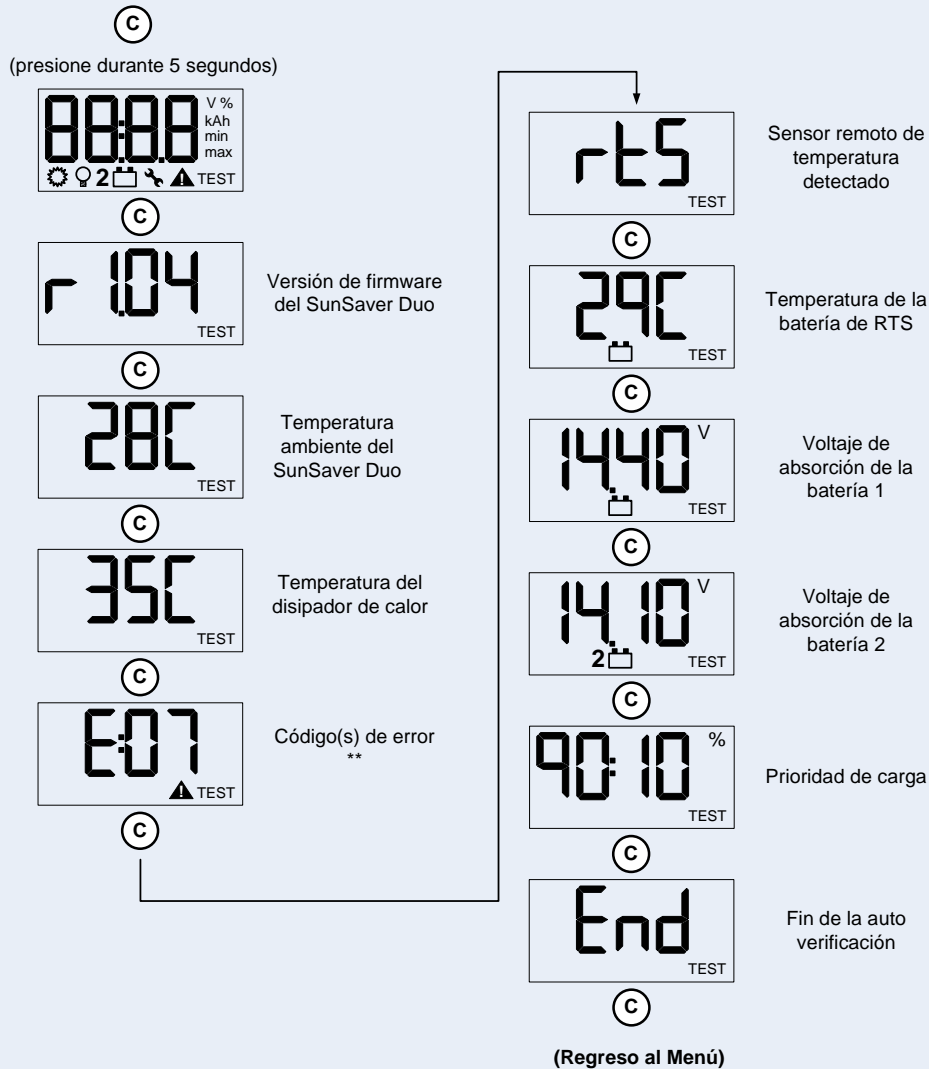 C
(presione durante 5 segundos)
88:8.8
V %
kAh
min
max
2
TEST
C
r 1.04
TEST
Versión de firmware
del SunSaver Duo
C
28C
TEST
Temperatura
ambiente del
SunSaver Duo
C
35C
TEST
Temperatura del
disipador de calor
C
E:07
TEST
Código(s) de error
**
C
rtS
TEST
Sensor remoto de
temperatura
detectado
C
29C
TEST
Temperatura de la
batería de RTS
C
14.40
V
TEST
Voltaje de
absorción de la
batería 1
C
14.10
V
2
TEST
Voltaje de
absorción de la
batería 2
C
90:10
%
TEST
Prioridad de carga
C
End
TEST
Fin de la auto
verificación
C
(Regreso al Menú)